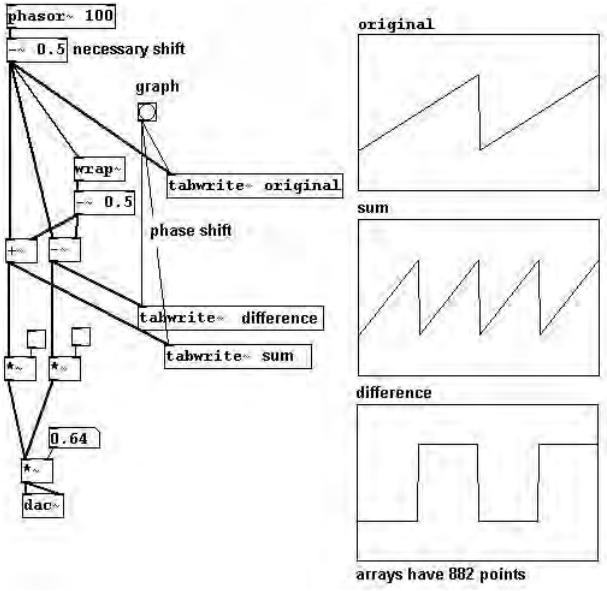 phasor~ 100
-~ 0.5 necessary shift
graph
wrap~
tabwrite~ original
-~ 0.5
phase shift
+~ -~
tabwrite~ difference
tabwrite~ sum
*~ *~
0.64
*~
dac~
original
sum
difference
arrays have 882 points